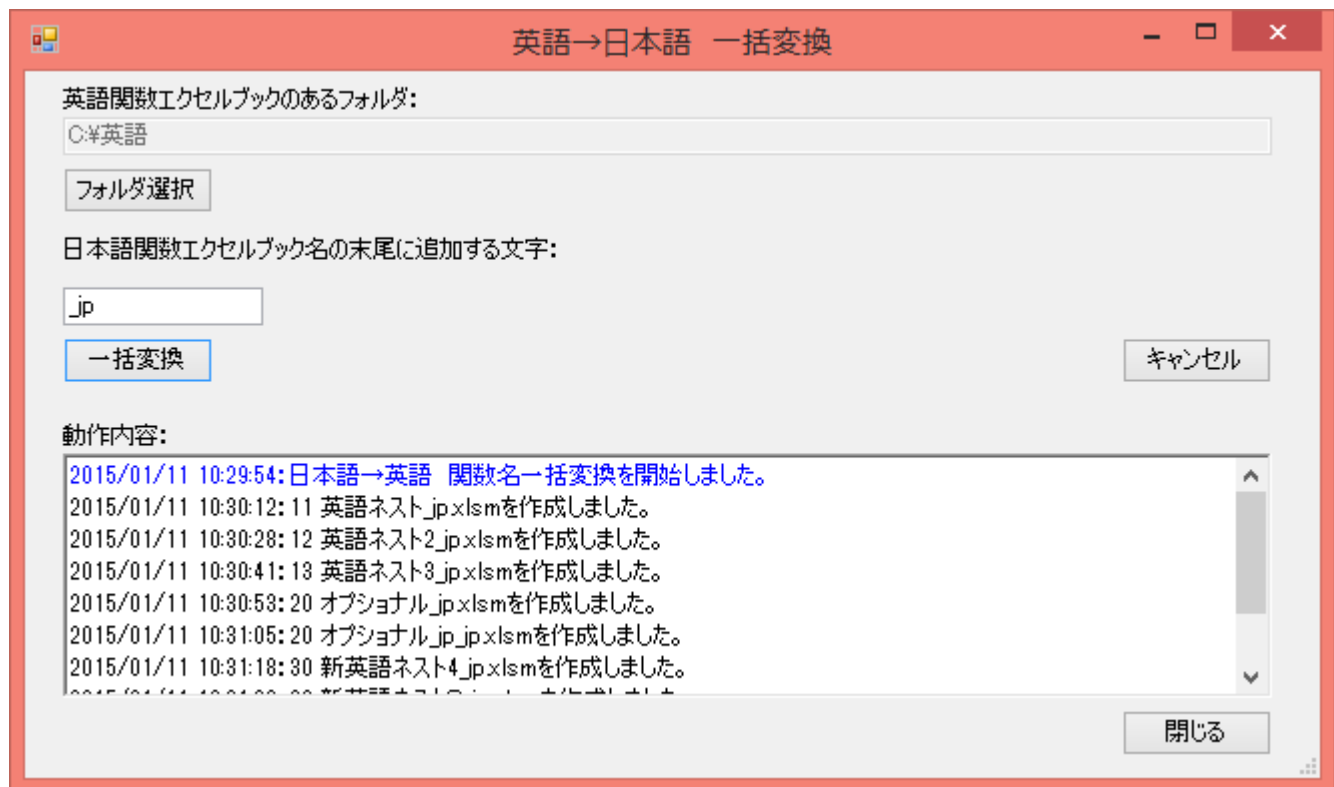 英語→日本語　一括変換
英語関数エクセルブックのあるフォルダ:
C:¥英語
フォルダ選択
日本語関数エクセルブック名の末尾に追加する文字:
_jp
一括変換
キャンセル
動作内容:
2015/01/11 10:29:54:日本語→英語　関数名一括変換を開始しました。
2015/01/11 10:30:12: 11 英語ネスト_jp.xlsmを作成しました。
2015/01/11 10:30:28: 12 英語ネスト2_jp.xlsmを作成しました。
2015/01/11 10:30:41: 13 英語ネスト3_jp.xlsmを作成しました。
2015/01/11 10:30:53: 20 オプショナル_jp.xlsmを作成しました。
2015/01/11 10:31:05: 20 オプショナル_jp_jp.xlsmを作成しました。
2015/01/11 10:31:18: 30 新英語ネスト4_jp.xlsmを作成しました。
閉じる